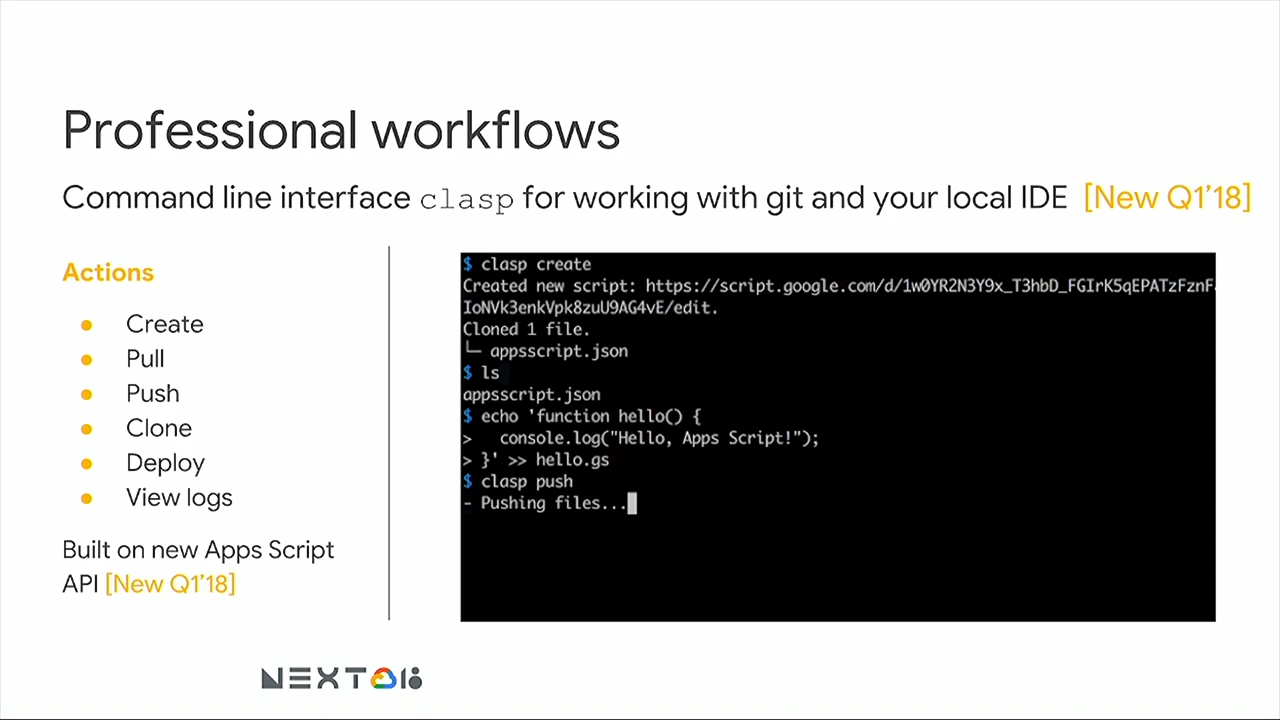 Professional workflows
Command line interface clasp for working with git and your local IDE [New Q1'18]
Actions
● Create
● Pull
● Push
● Clone
● Deploy
● View logs
Built on new Apps Script
API [New Q1'18]
$ clasp create
Created new script: https://script.google.com/d/1w0YR2N3Y9x_T3hbD_FGIrK5qEPATzFznF
IoNVk3enkVpk8zuU9AG4vE/edit.
Cloned 1 file.
└─ appsscript.json
$ ls
appsscript.json
$ echo 'function hello() {
>   console.log("Hello, Apps Script!");
> }' >> hello.gs
$ clasp push
- Pushing files...
NEXT18